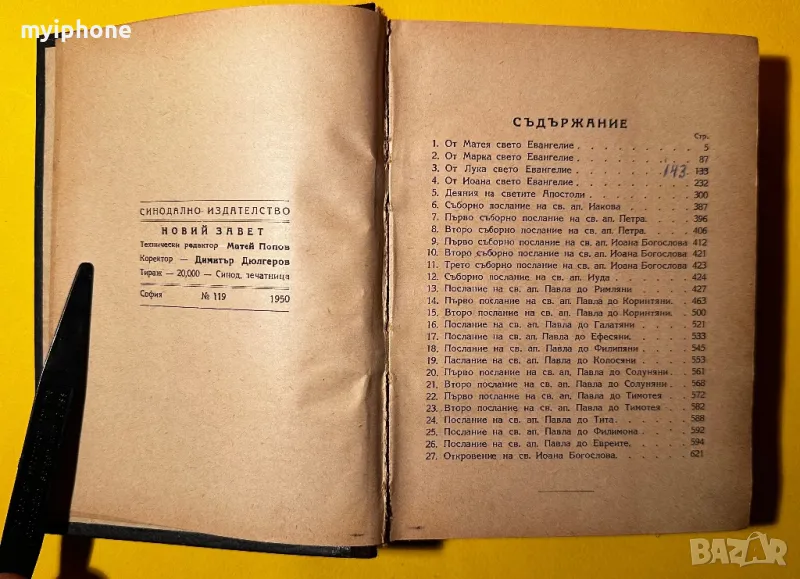 myiphone
СИНОДАЛНО ИЗДАТЕЛСТВО
НОВИЙ ЗАВЕТ
Технически редактор Матей Попов
Коректор — Димитър Дюлгеров
Тираж — 20,000 — Синод. печатница
София № 119 1950
СЪДЪРЖАНИЕ
Стр.
1. От Матея свето Евангелие . . . . . . . . 5
2. От Марка свето Евангелие . . . . . . . . 87
3. От Лука свето Евангелие . . . . . . 143 133
4. От Иоана свето Евангелие . . . . . . . . 232
5. Деяния на светите Апостоли . . . . . . . 300
6. Съборно послание на св. ап. Иакова . . . . 387
7. Първо съборно послание на св. ап. Петра. . . 396
8. Второ съборно послание на св. ап. Петра. . . 406
9. Първо съборно послание на св. ап. Иоана Богослова 412
10. Второ съборно послание на св. ап. Иоана Богослова 421
11. Трето съборно послание на св. ап. Иоана Богослова 423
12. Съборно послание на св. ап. Иуда . . . . . 424
13. Послание на св. ап. Павла до Римляни . . . 427
14. Първо послание на св. ап. Павла до Коринтяни . 463
15. Второ послание на св. ап. Павла до Коринтяни. . 500
16. Послание на св. ап. Павла до Галатяни . . . 521
17. Послание на св. ап. Павла до Ефесяни. . . . 533
18. Послание на св. ап. Павла до Филипяни . . . 545
19. Паслание на св. ап. Павла до Колосяни . . . 553
20. Първо послание на св. ап. Павла до Солуняни. . 561
21. Второ послание на св. ап. Павла до Солуняни . . 568
22. Първо послание на св. ап. Павла до Тимотея . . 572
23. Второ послание на св. ап. Павла до Тимотея . . 582
24. Послание на св. ап. Павла до Тита. . . . . 588
25. Послание на св. ап. Павла до Филимона . . . 592
26. Послание на св. ап. Павла до Евреите. . . . 594
27. Откровение на св. Иоана Богослова. . . . . 621
BAZAR
.bg